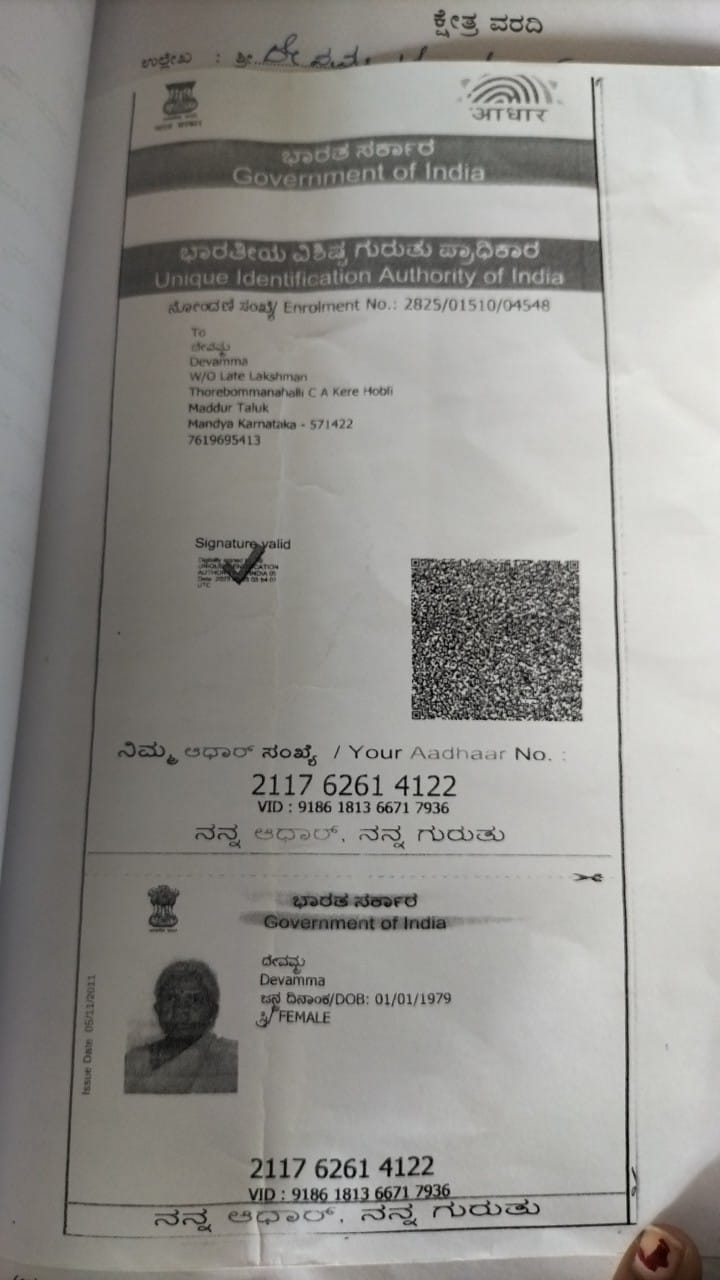 ಕ್ಷೇತ್ರ ವರದಿ
ಉಲ್ಲೇಖ : ಶ್ರೀ
आधार
ಭಾರತ ಸರ್ಕಾರ
Government of India
ಭಾರತೀಯ ವಿಶಿಷ್ಟ ಗುರುತು ಪ್ರಾಧಿಕಾರ
Unique Identification Authority of India
ನೋಂದಣಿ ಸಂಖ್ಯೆ/ Enrolment No.: 2825/01510/04548
To
ದೇವಮ್ಮ
Devamma
W/O Late Lakshman
Thorebommanahalli C A Kere Hobli
Maddur Taluk
Mandya Karnataka - 571422
7619695413
Signature valid
ನಿಮ್ಮ ಆಧಾರ್ ಸಂಖ್ಯೆ / Your Aadhaar No. :
2117 6261 4122
VID : 9186 1813 6671 7936
ನನ್ನ ಆಧಾರ್, ನನ್ನ ಗುರುತು
ಭಾರತ ಸರ್ಕಾರ
Government of India
ದೇವಮ್ಮ
Devamma
ಜನ್ಮ ದಿನಾಂಕ/DOB: 01/01/1979
ಸ್ತ್ರೀ/ FEMALE
Issue Date: 05/11/2011
2117 6261 4122
VID : 9186 1813 6671 7936
ನನ್ನ ಆಧಾರ್, ನನ್ನ ಗುರುತು